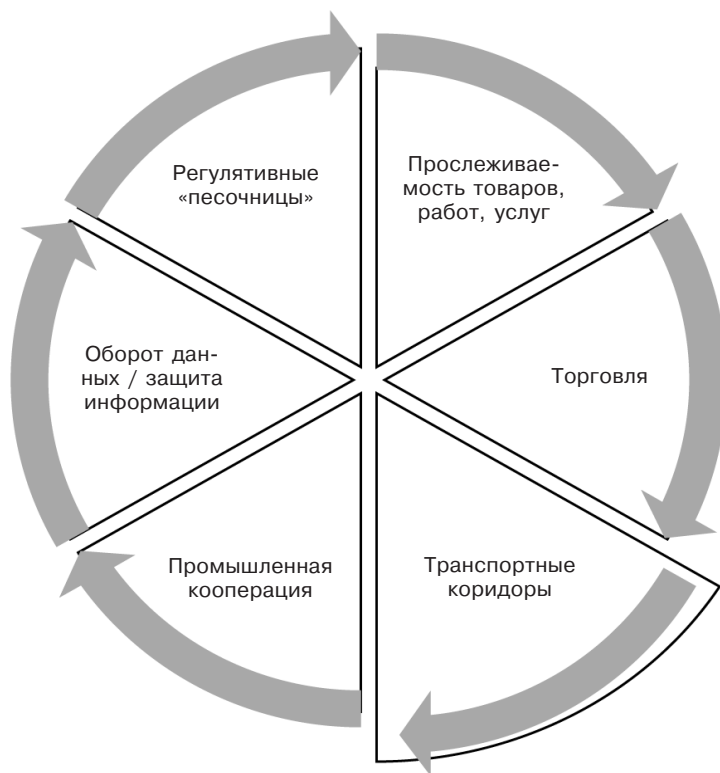 Регулятивные
«песочницы»
Прослеживае-
мость товаров,
работ, услуг
Оборот дан-
ных / защита
информации
Торговля
Промышленная
кооперация
Транспортные
коридоры